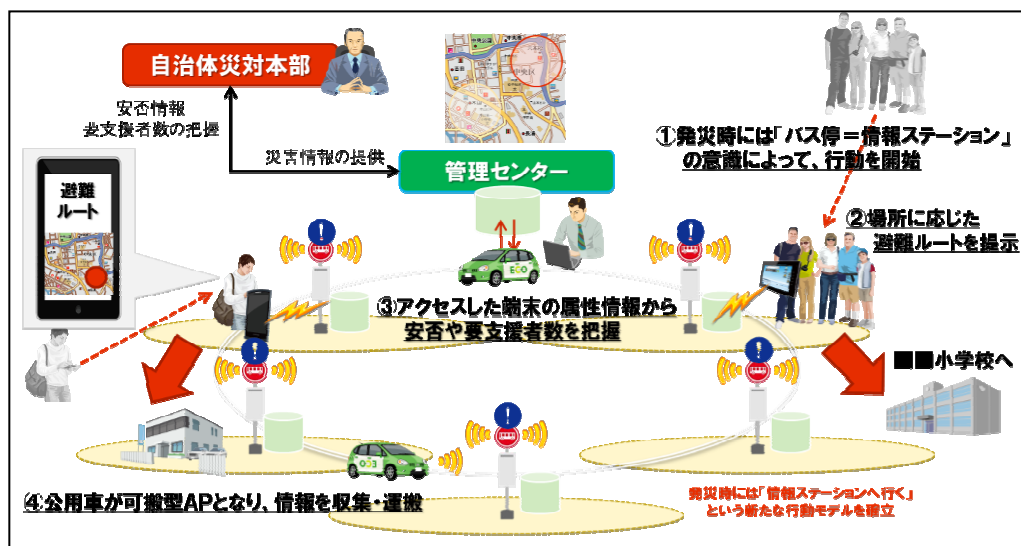 自治体災対本部
安否情報
要支援者数の把握
災害情報の提供
管理センター
①発災時には「バス停=情報ステーション」
の意識によって、行動を開始
避難
ルート
②場所に応じた
避難ルートを提示
③アクセスした端末の属性情報から
安否や要支援者数を把握
■■小学校へ
④公用車が可搬型APとなり、情報を収集・運搬
発災時には「情報ステーションへ行く」
という新たな行動モデルを確立